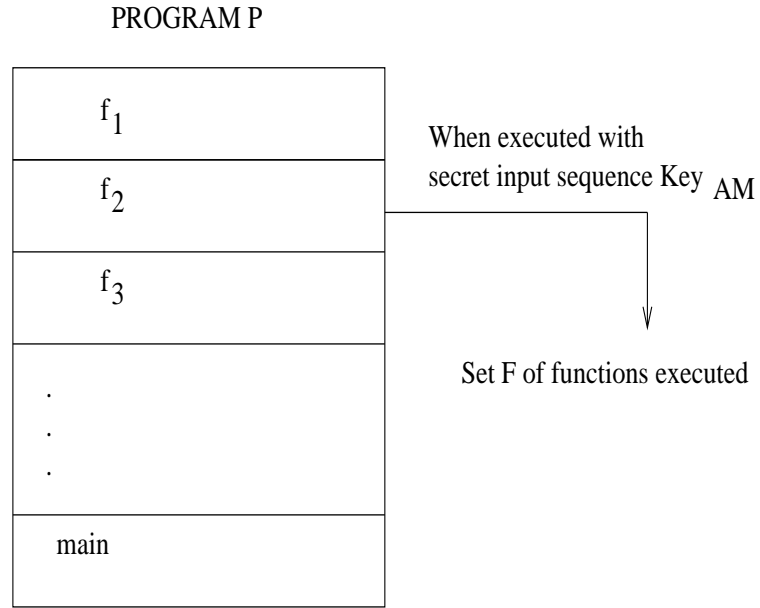 PROGRAM P
f1
f2
f3
.
.
.
main
When executed with
secret input sequence Key AM
Set F of functions executed